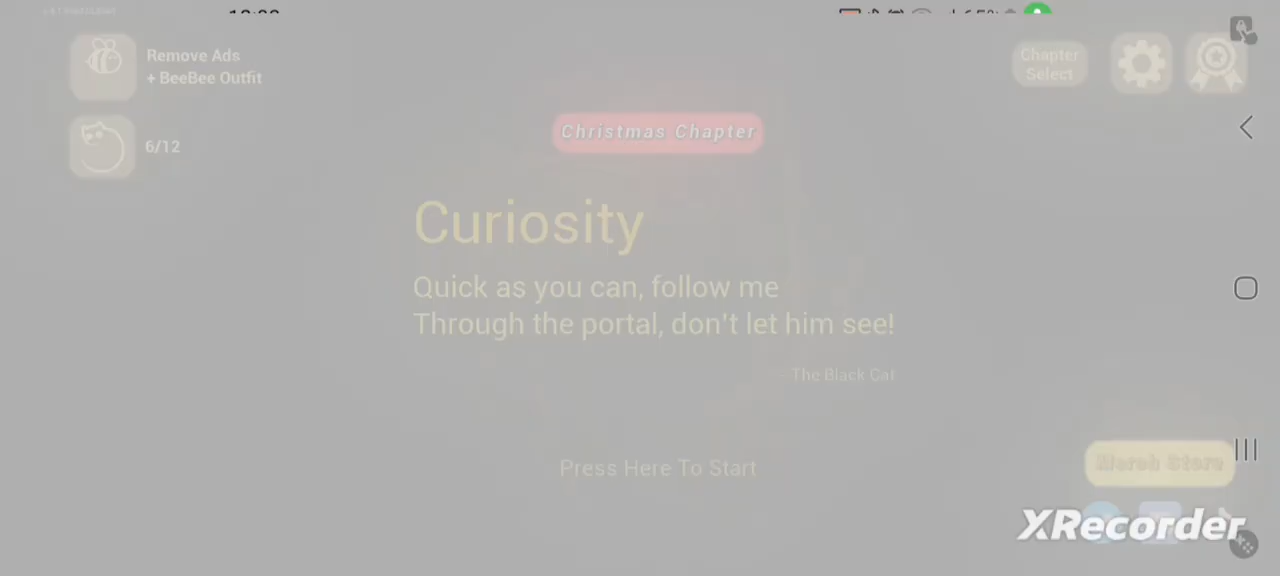 Remove Ads
+ BeeBee Outfit
Chapter
Select
Christmas Chapter
6/12
Curiosity
Quick as you can, follow me
Through the portal, don't let him see!
- The Black Cat
Press Here To Start
Merch Store
XRecorder